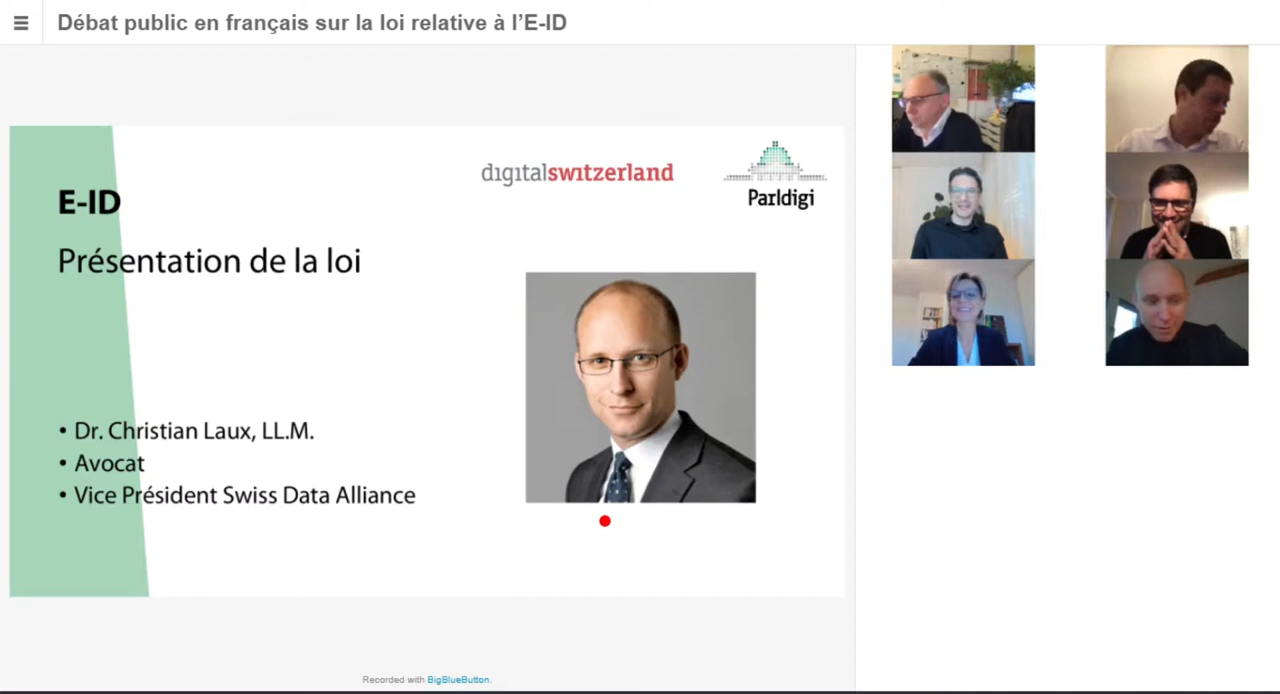 Débat public en français sur la loi relative à l’E-ID
digitalswitzerland
Parldigi
E-ID
Présentation de la loi
• Dr. Christian Laux, LL.M.
• Avocat
• Vice Président Swiss Data Alliance
Recorded with BigBlueButton.